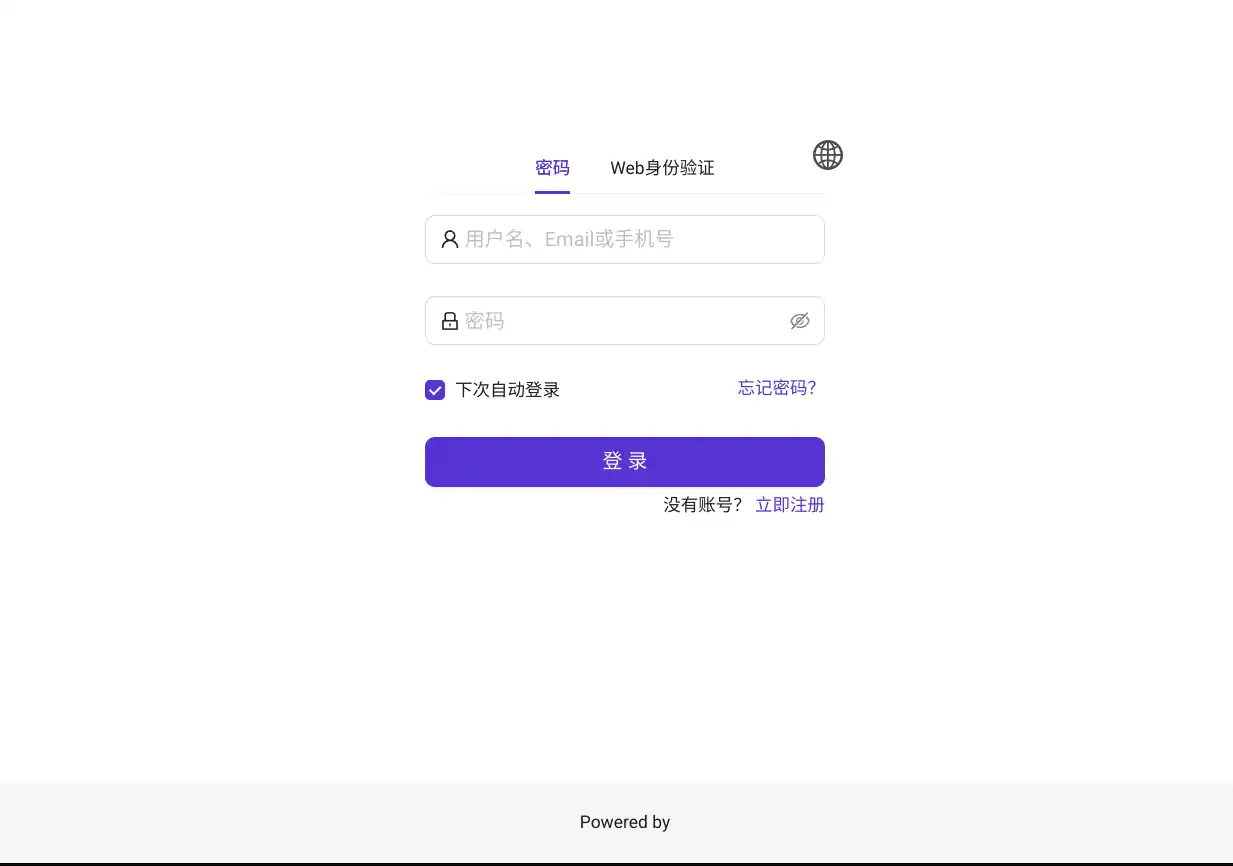 密码 Web身份验证
用户名、Email或手机号
密码
下次自动登录 忘记密码?
登 录
没有账号? 立即注册
Powered by